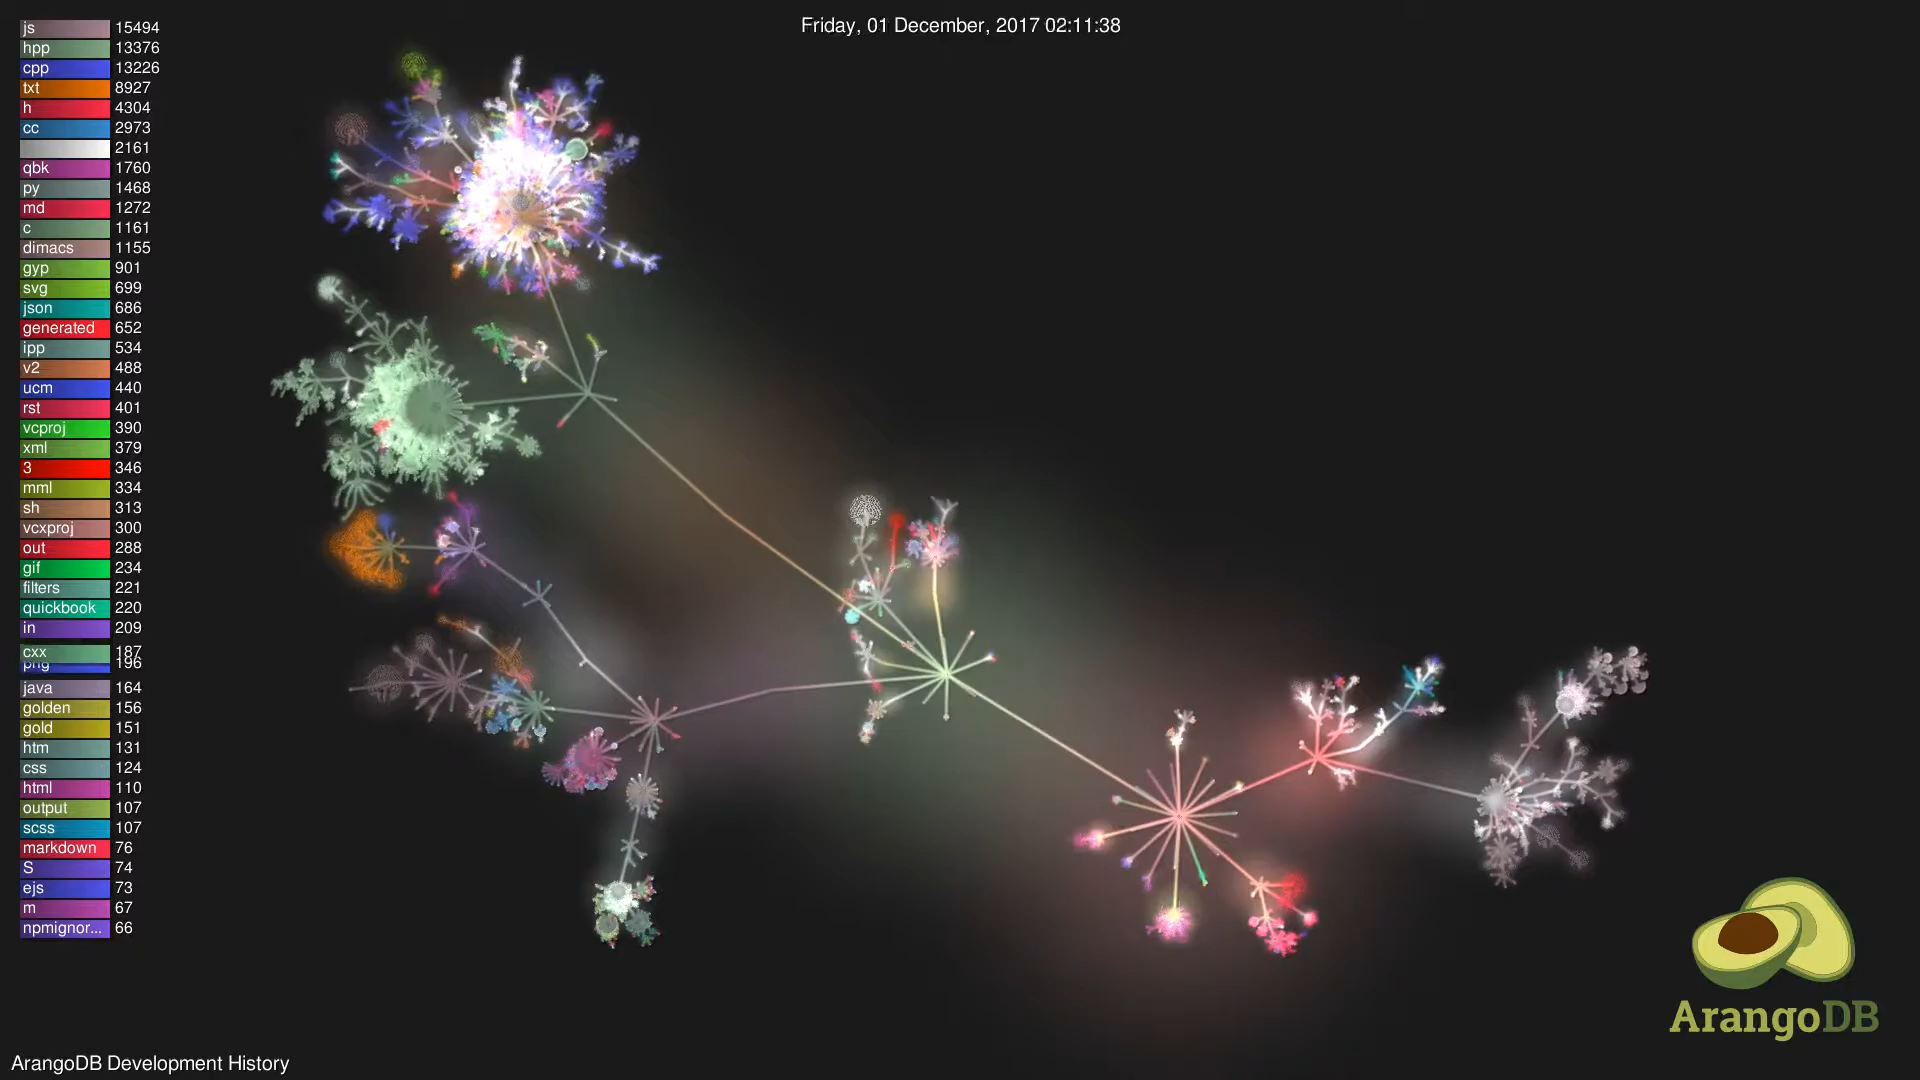 Friday, 01 December, 2017 02:11:38
js 15494
hpp 13376
cpp 13226
txt 8927
h 4304
cc 2973
2161
qbk 1760
py 1468
md 1272
c 1161
dimacs 1155
gyp 901
svg 699
json 686
generated 652
ipp 534
v2 488
ucm 440
rst 401
vcproj 390
xml 379
3 346
mml 334
sh 313
vcxproj 300
out 288
gif 234
filters 221
quickbook 220
in 209
cxx 187
png 196
java 164
golden 156
gold 151
htm 131
css 124
html 110
output 107
scss 107
markdown 76
S 74
ejs 73
m 67
npmignor... 66
ArangoDB
ArangoDB Development History